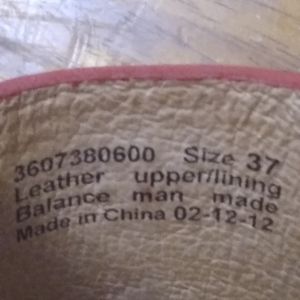 3607380600 Size 37
Leather upper/lining
Balance man made
Made in China 02-12-12